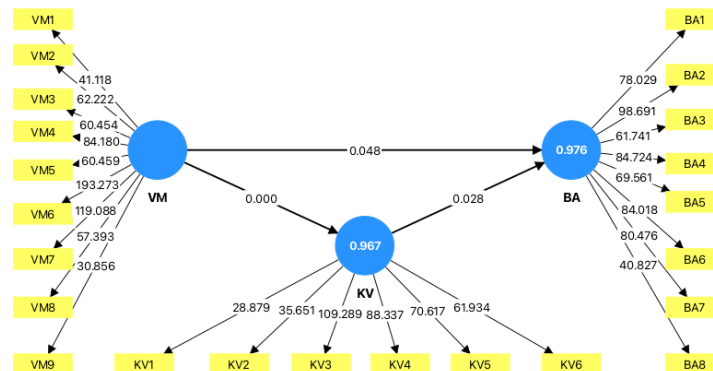 VM1
VM2
VM3
VM4
VM5
VM6
VM7
VM8
VM9
41.118
62.222
60.454
84.180
60.459
193.273
119.088
57.393
30.856
VM
0.048
0.000
0.028
0.967
KV
28.879
35.651
109.289
88.337
70.617
61.934
KV1
KV2
KV3
KV4
KV5
KV6
0.976
BA
78.029
98.691
61.741
84.724
69.561
84.018
80.476
40.827
BA1
BA2
BA3
BA4
BA5
BA6
BA7
BA8